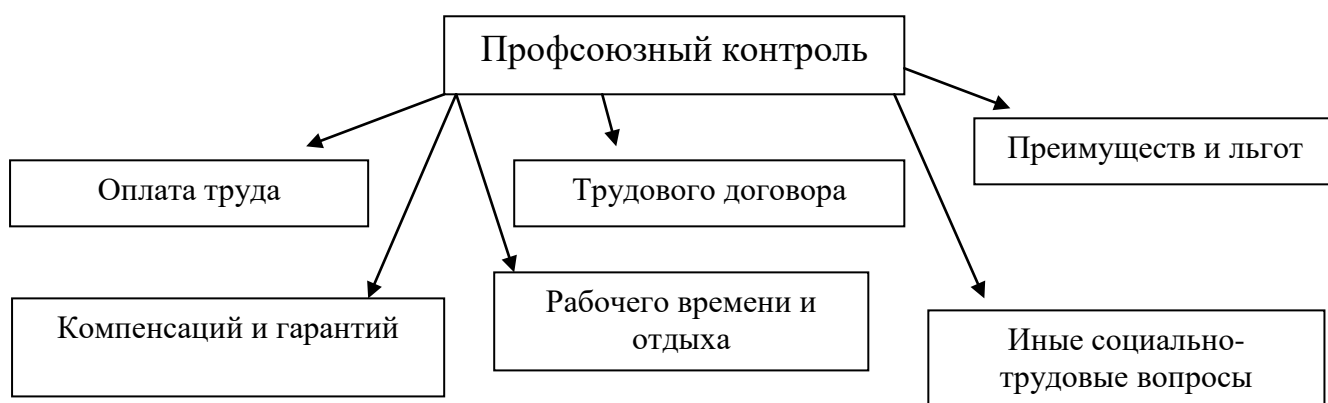 Профсоюзный контроль
Преимуществ и льгот
Оплата труда
Трудового договора
Компенсаций и гарантий
Рабочего времени и
отдыха
Иные социально-
трудовые вопросы